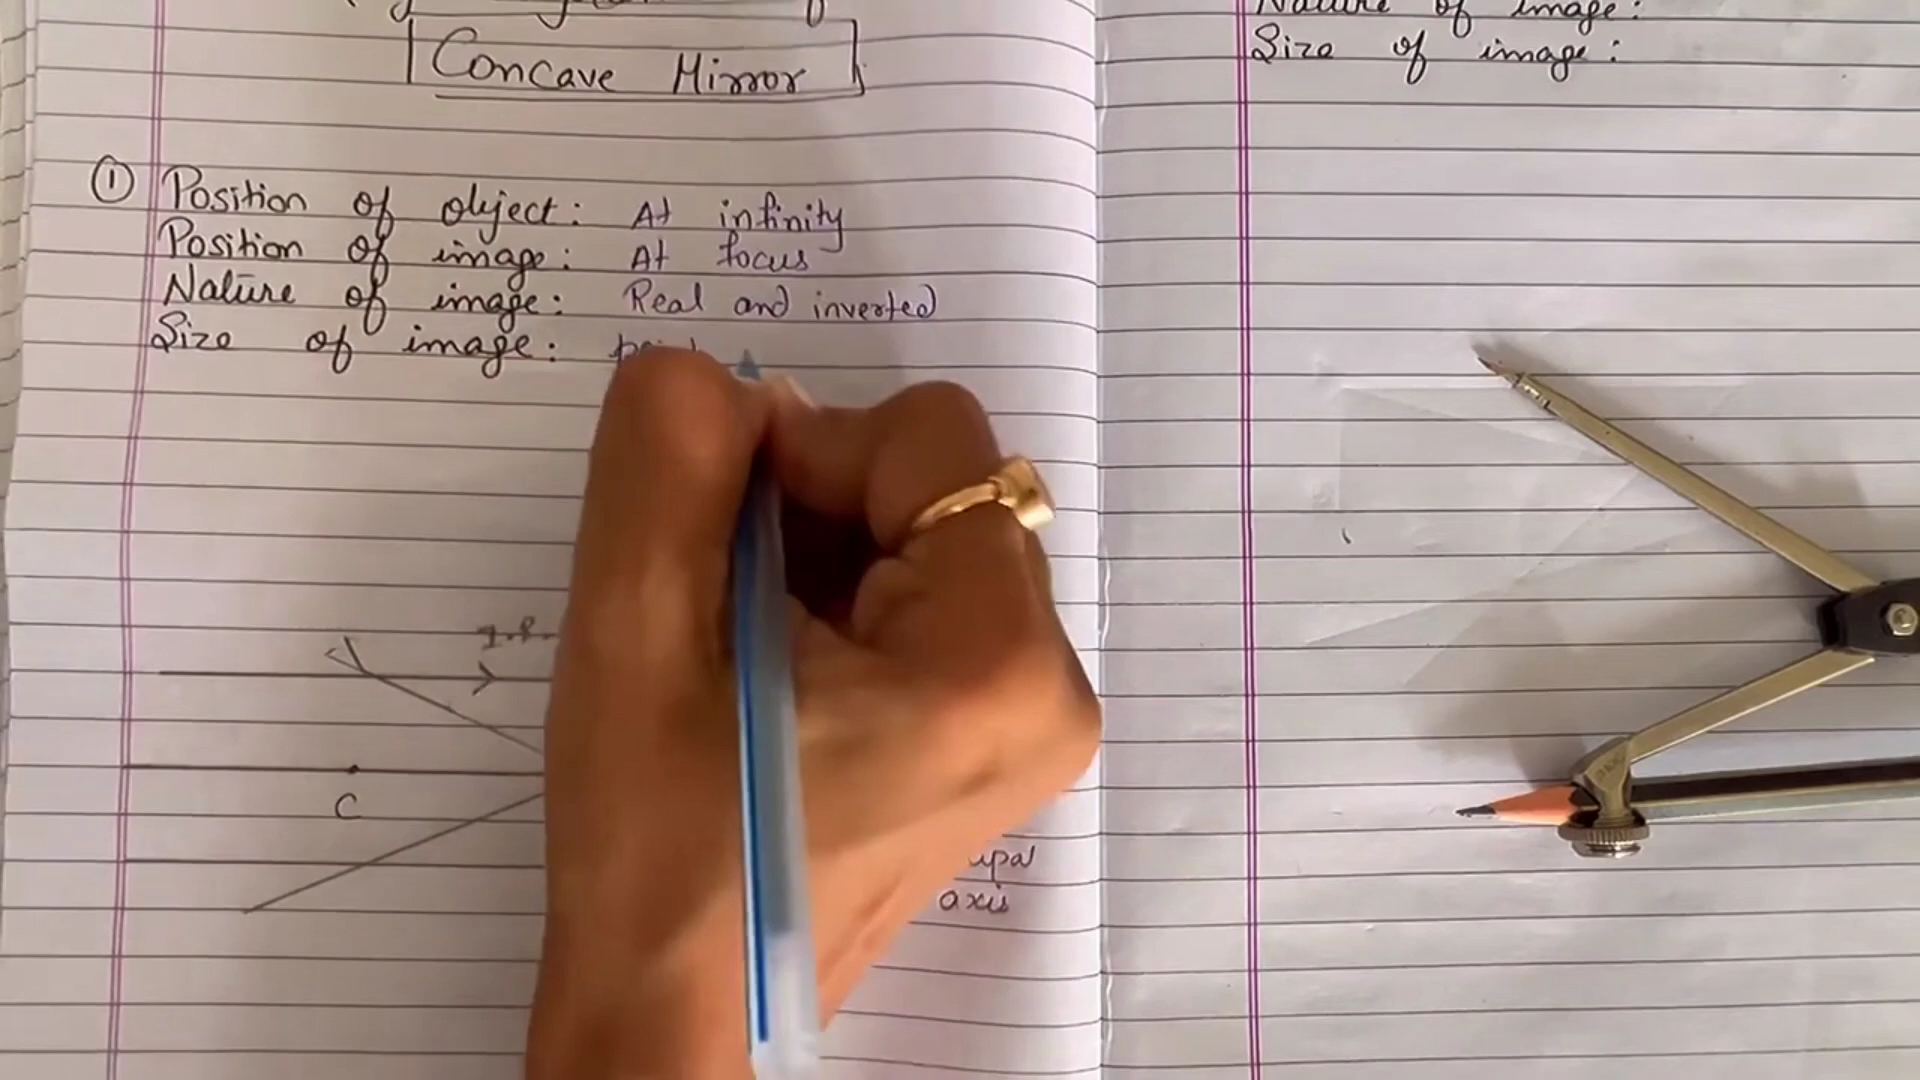 Concave Mirror
① Position of object: At infinity
Position of image: At focus
Nature of image: Real and inverted
Size of image:
C
axis
Nature of image:
Size of image: